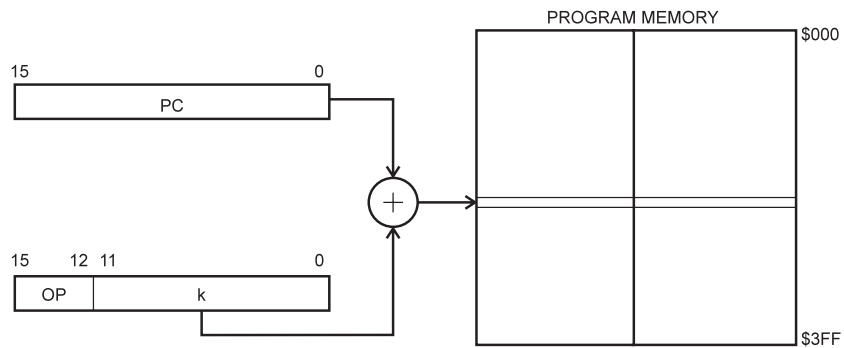 PROGRAM MEMORY
$000
15 0
PC
+
15 12 11 0
OP k
$3FF